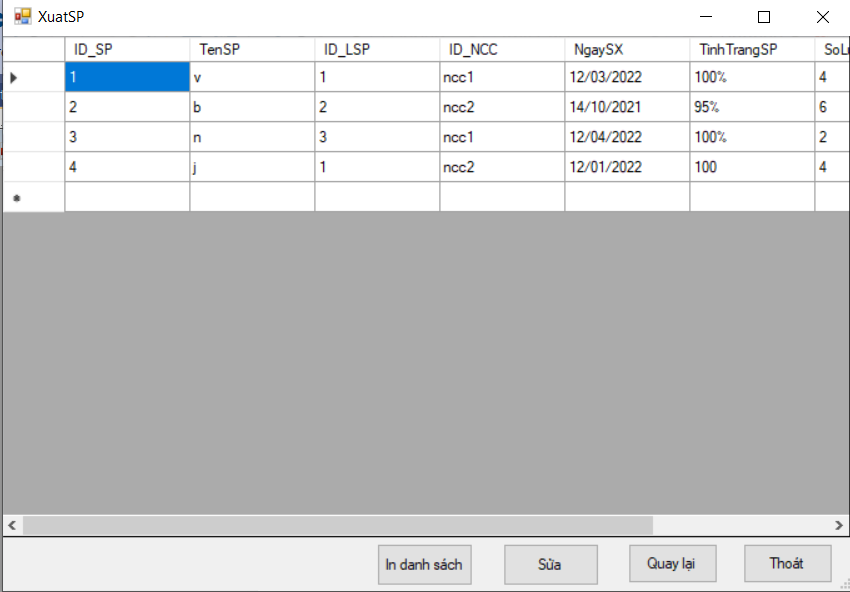 XuatSP
ID_SP TenSP ID_LSP ID_NCC NgaySX TinhTrangSP
1 v 1 ncc1 12/03/2022 100% 4
2 b 2 ncc2 14/10/2021 95% 6
3 n 3 ncc1 12/04/2022 100% 2
4 j 1 ncc2 12/01/2022 100 4
In danh sách Sửa Quay lại Thoát